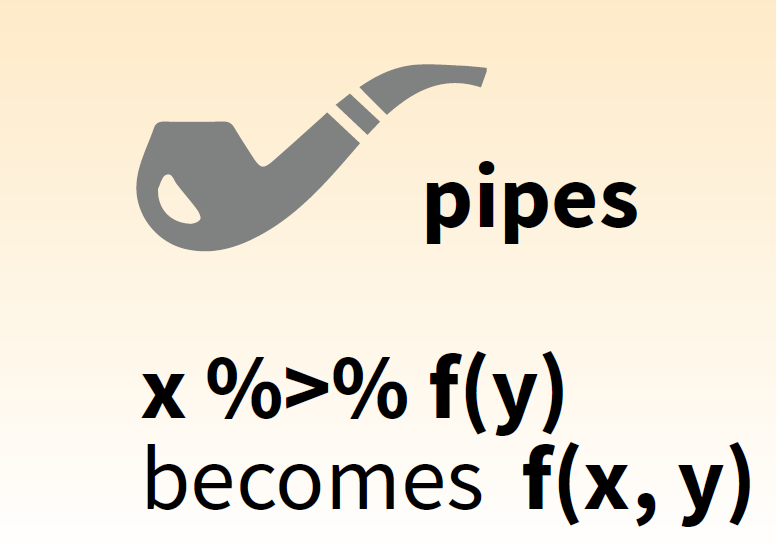 pipes
x %>% f(y)
becomes f(x, y)